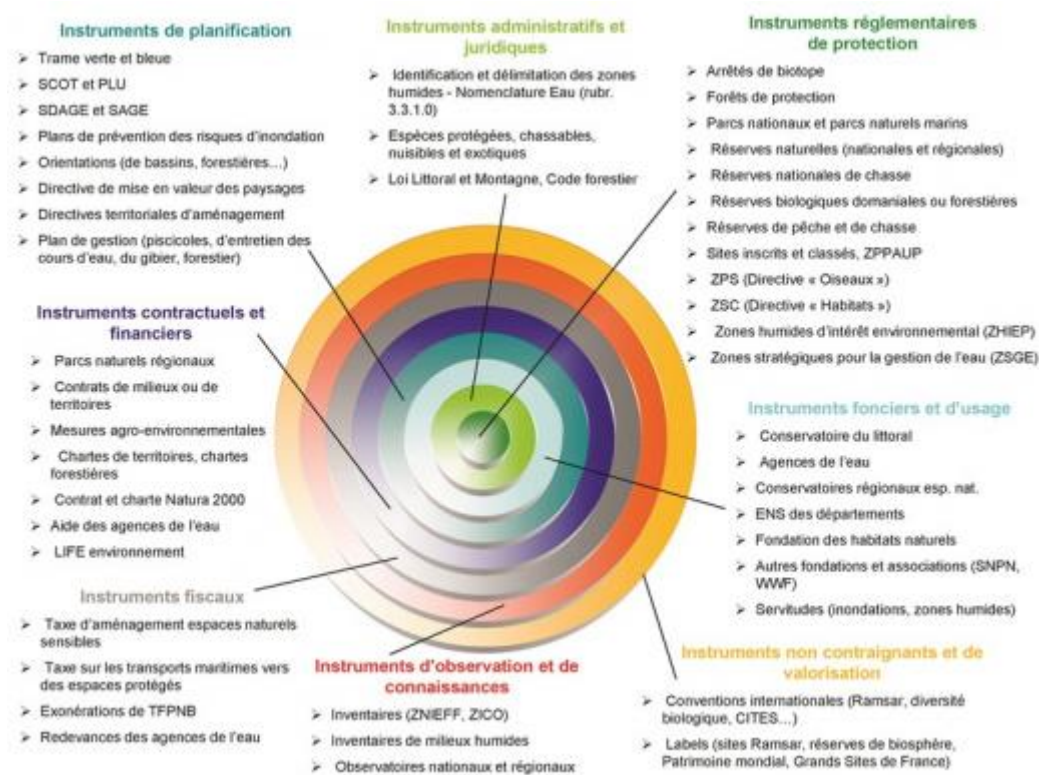 Instruments de planification
➢ Trame verte et bleue
➢ SCOT et PLU
➢ SDAGE et SAGE
➢ Plans de prévention des risques d'inondation
➢ Orientations (de bassins, forestières…)
➢ Directive de mise en valeur des paysages
➢ Directives territoriales d'aménagement
➢ Plan de gestion (piscicoles, d'entretien des
cours d'eau, du gibier, forestier)
Instruments administratifs et
juridiques
➢ Identification et délimitation des zones
humides - Nomenclature Eau (rubr.
3.3.1.0)
➢ Espèces protégées, chassables,
nuisibles et exotiques
➢ Loi Littoral et Montagne, Code forestier
Instruments réglementaires
de protection
➢ Arrêtés de biotope
➢ Forêts de protection
➢ Parcs nationaux et parcs naturels marins
➢ Réserves naturelles (nationales et régionales)
➢ Réserves nationales de chasse
➢ Réserves biologiques domaniales ou forestières
➢ Réserves de pêche et de chasse
➢ Sites inscrits et classés, ZPPAUP
➢ ZPS (Directive « Oiseaux »)
➢ ZSC (Directive « Habitats »)
➢ Zones humides d'intérêt environnemental (ZHIEP)
➢ Zones stratégiques pour la gestion de l'eau (ZSGE)
Instruments contractuels et
financiers
➢ Parcs naturels régionaux
➢ Contrats de milieux ou de
territoires
➢ Mesures agro-environnementales
➢ Chartes de territoires, chartes
forestières
➢ Contrat et charte Natura 2000
➢ Aide des agences de l'eau
➢ LIFE environnement
Instruments fonciers et d'usage
➢ Conservatoire du littoral
➢ Agences de l'eau
➢ Conservatoires régionaux esp. nat.
➢ ENS des départements
➢ Fondation des habitats naturels
➢ Autres fondations et associations (SNPN,
WWF)
➢ Servitudes (inondations, zones humides)
Instruments fiscaux
➢ Taxe d'aménagement espaces naturels
sensibles
➢ Taxe sur les transports maritimes vers
des espaces protégés
➢ Exonérations de TFPNB
➢ Redevances des agences de l'eau
Instruments d'observation et de
connaissances
➢ Inventaires (ZNIEFF, ZICO)
➢ Inventaires de milieux humides
➢ Observatoires nationaux et régionaux
Instruments non contraignants et de
valorisation
➢ Conventions internationales (Ramsar, diversité
biologique, CITES…)
➢ Labels (sites Ramsar, réserves de biosphère,
Patrimoine mondial, Grands Sites de France)